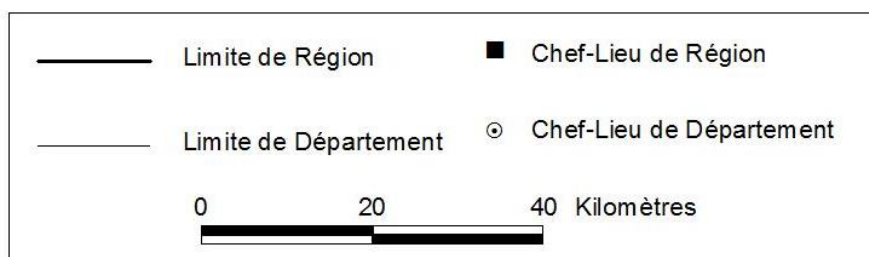 Limite de Région
Chef-Lieu de Région
Limite de Département
Chef-Lieu de Département
0 20 40 Kilomètres